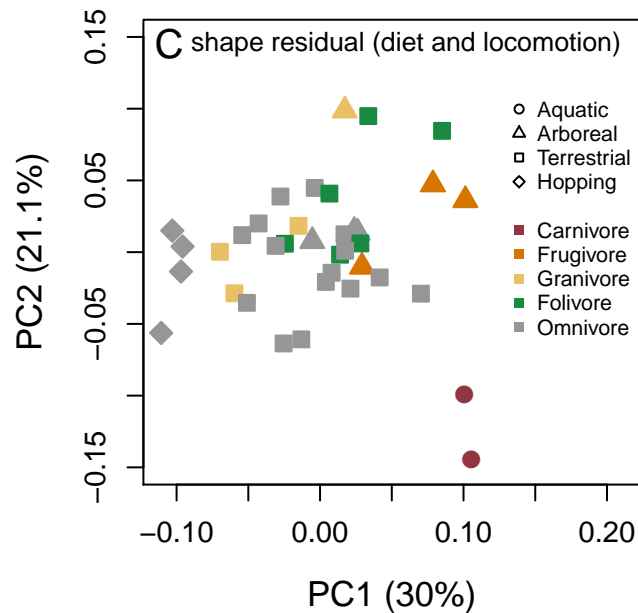 C shape residual (diet and locomotion)
Aquatic
Arboreal
Terrestrial
Hopping
Carnivore
Frugivore
Granivore
Folivore
Omnivore
PC2 (21.1%)
0.15
0.05
−0.05
−0.15
−0.10
0.00
0.10
0.20
PC1 (30%)